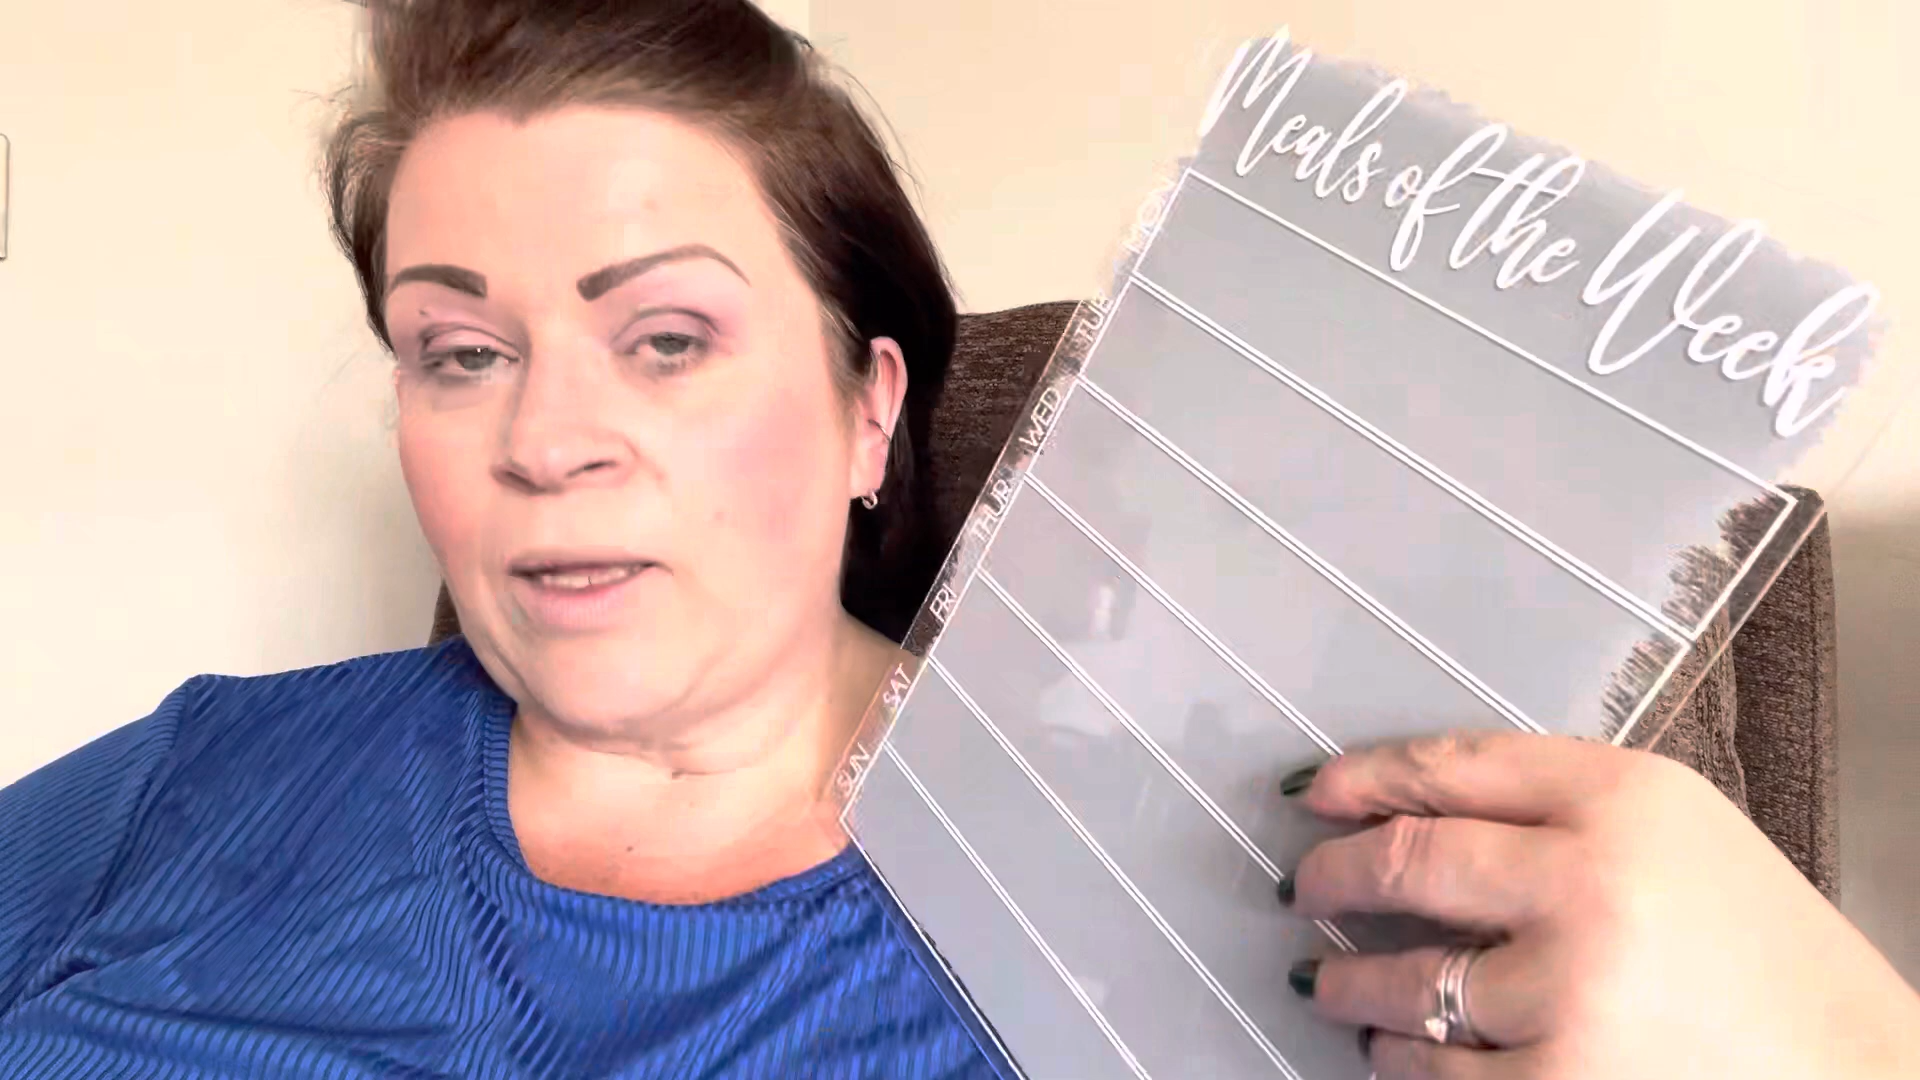 Meals of the Week
MON
TUE
WED
THUR
FRI
SAT
SUN